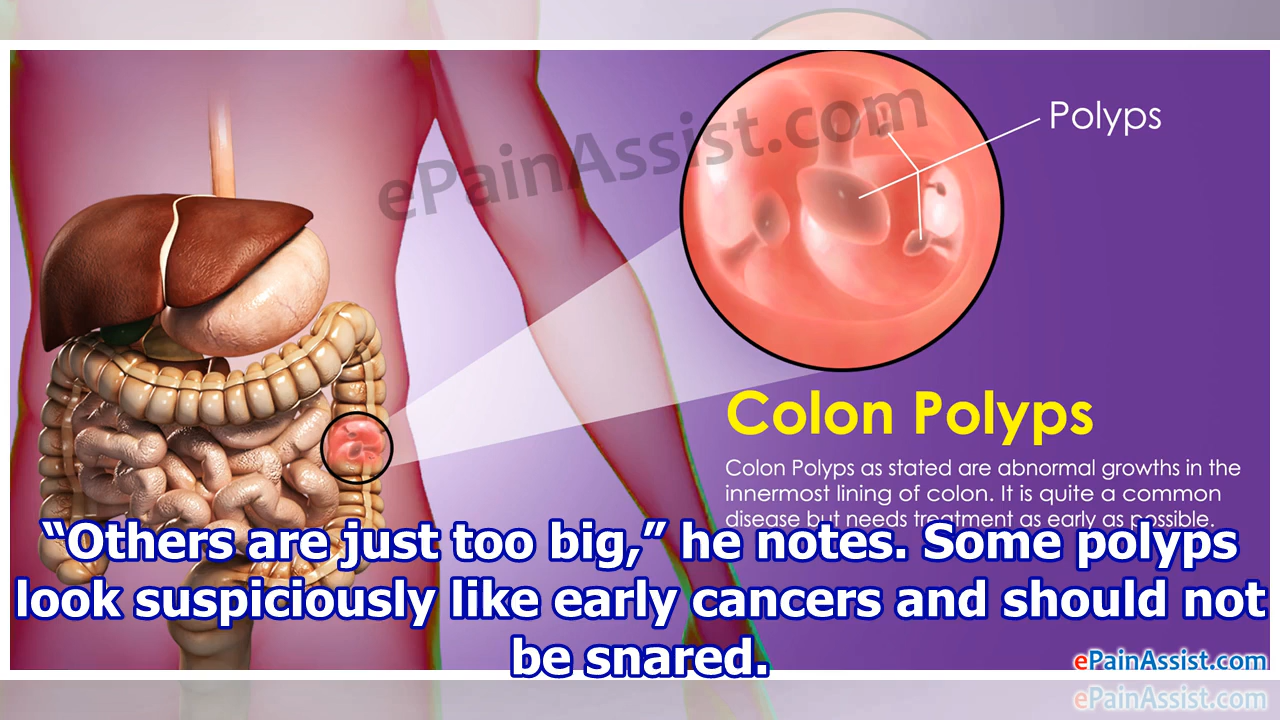 ePainAssist.com
Polyps
Colon Polyps
Colon Polyps as stated are abnormal growths in the
innermost lining of colon. It is quite a common
disease but needs treatment as early as possible.
“Others are just too big,” he notes. Some polyps
look suspiciously like early cancers and should not
be snared.
ePainAssist.com
ePainAssist.com